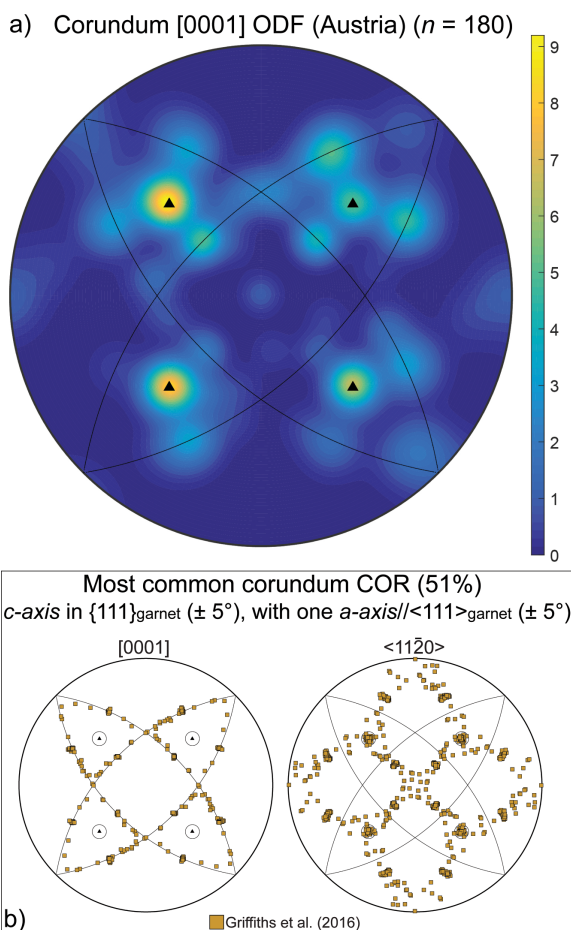 a) Corundum [0001] ODF (Austria) (n = 180)
9
8
7
6
5
4
3
2
1
0
Most common corundum COR (51%)
c-axis in {111}garnet (± 5°), with one a-axis//<111>garnet (± 5°)
[0001]
<112̄0>
b)
Griffiths et al. (2016)